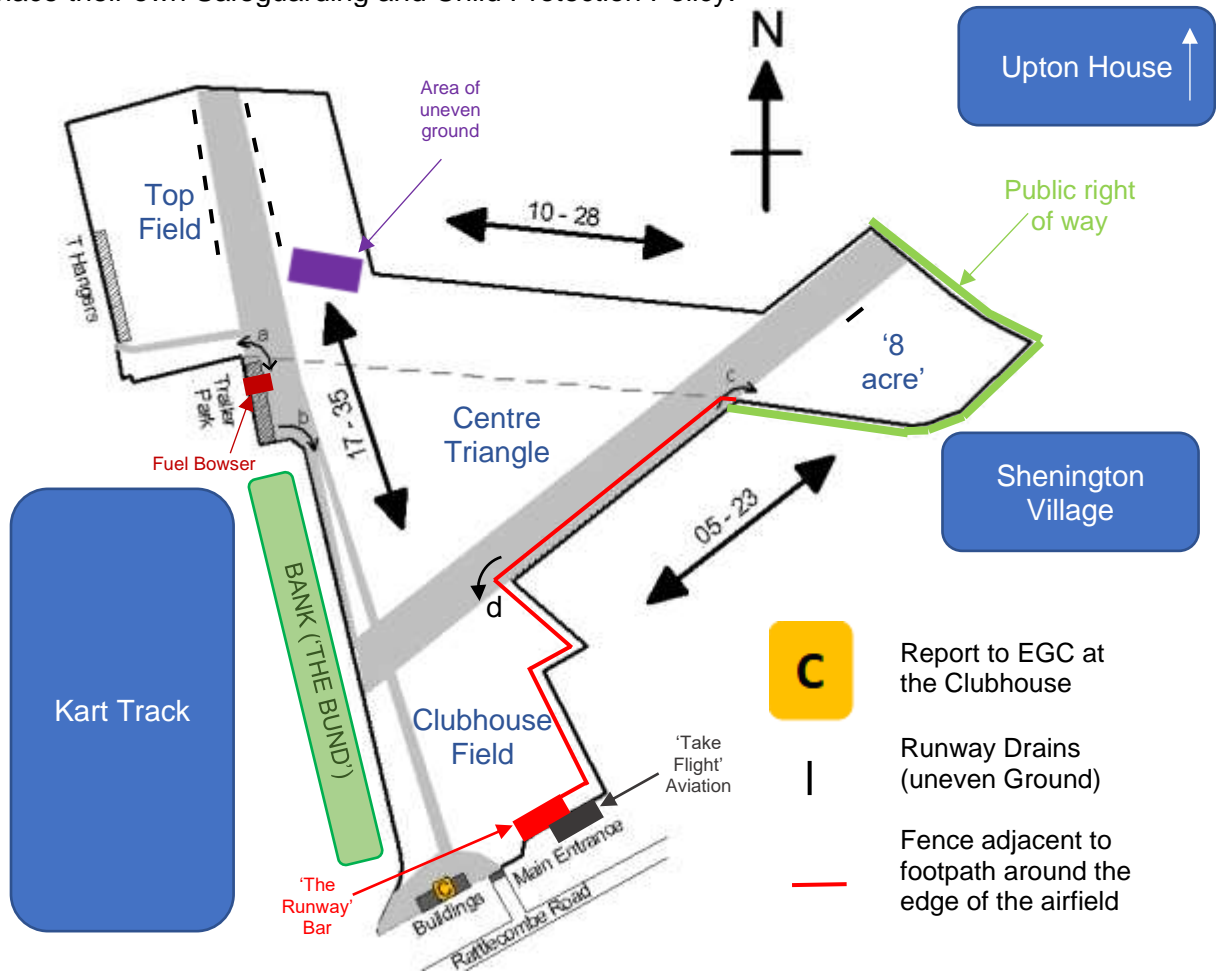 N
Upton House
Area of
uneven
ground
Top
Field
10 - 28
Public right
of way
T Hangers
a
'8
acre'
c
Trailer
Park
b
17 - 35
Centre
Triangle
Fuel Bowser
Shenington
Village
05 - 23
d
BANK ('THE BUND')
Kart Track
C
Report to EGC at
the Clubhouse
Clubhouse
Field
'Take
Flight'
Aviation
Runway Drains
(uneven Ground)
Main Entrance
'The
Runway'
Bar
C
Buildings
Rattlecombe Road
Fence adjacent to
footpath around the
edge of the airfield